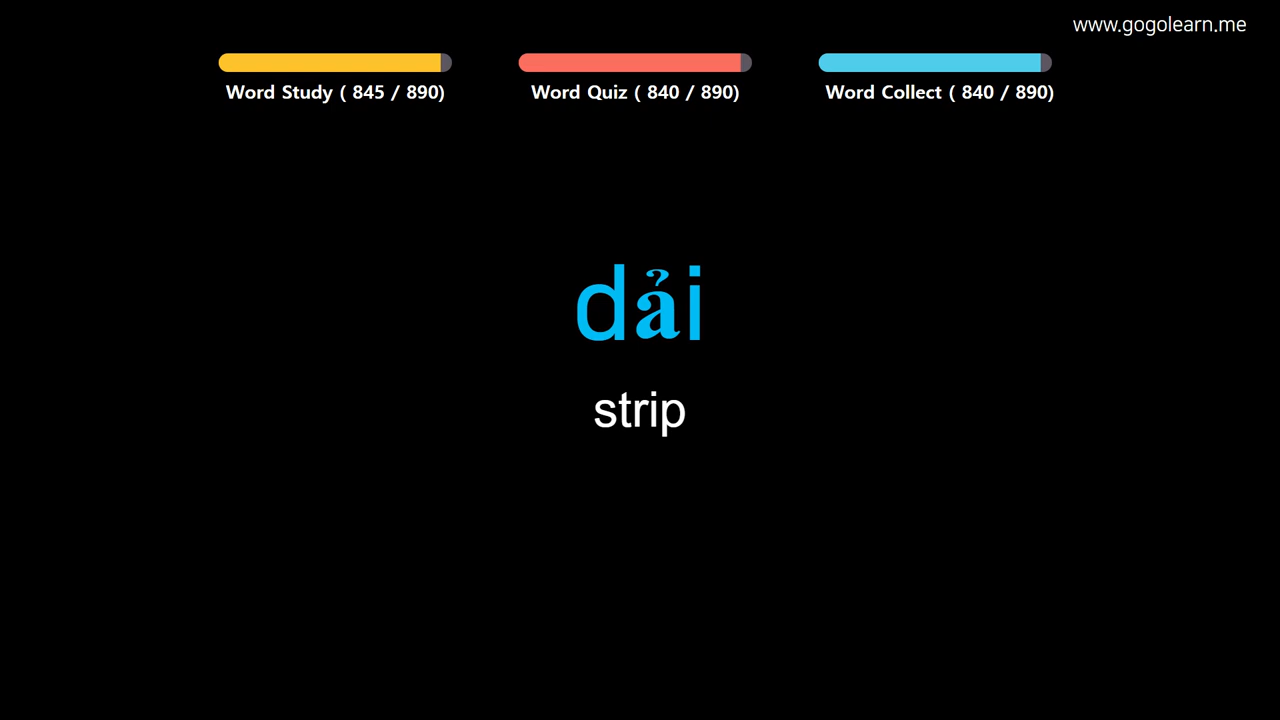 www.gogolearn.me
Word Study ( 845 / 890)
Word Quiz ( 840 / 890)
Word Collect ( 840 / 890)
dải
strip